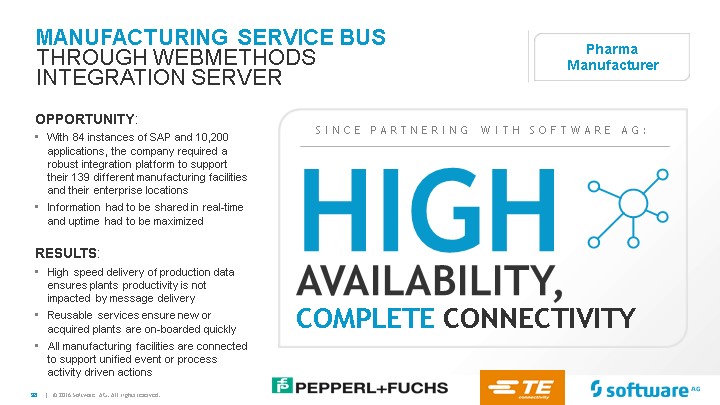 MANUFACTURING SERVICE BUS
THROUGH WEBMETHODS
INTEGRATION SERVER
Pharma
Manufacturer
OPPORTUNITY:
• With 84 instances of SAP and 10,200
applications, the company required a
robust integration platform to support
their 139 different manufacturing facilities
and their enterprise locations
• Information had to be shared in real-time
and uptime had to be maximized
RESULTS:
• High speed delivery of production data
ensures plants productivity is not
impacted by message delivery
• Reusable services ensure new or
acquired plants are on-boarded quickly
• All manufacturing facilities are connected
to support unified event or process
activity driven actions
SINCE PARTNERING WITH SOFTWARE AG:
HIGH
AVAILABILITY,
COMPLETE CONNECTIVITY
PEPPERL+FUCHS
TE
connectivity
software AG
| © 2016 Software AG. All rights reserved.